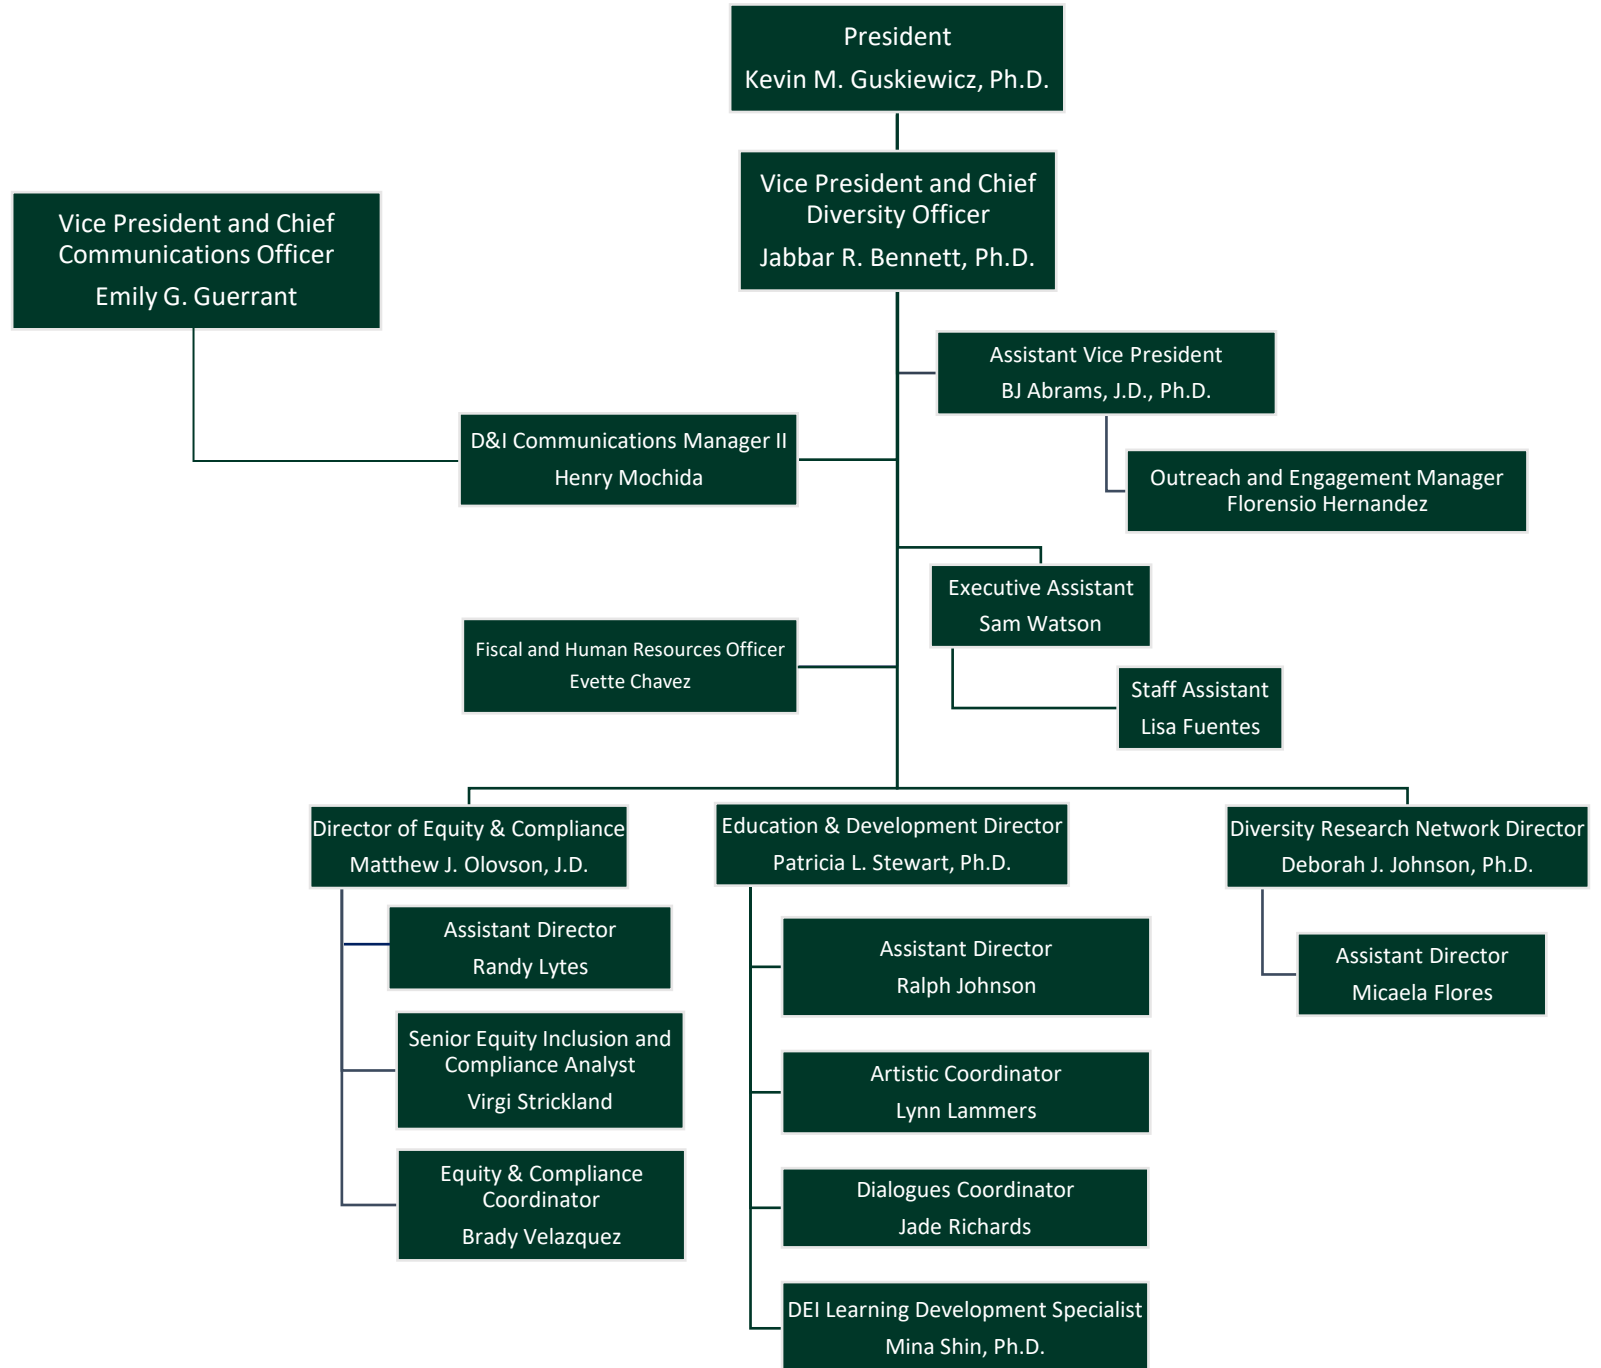 President
Kevin M. Guskiewicz, Ph.D.
Vice President and Chief
Diversity Officer
Jabbar R. Bennett, Ph.D.
Vice President and Chief
Communications Officer
Emily G. Guerrant
Assistant Vice President
BJ Abrams, J.D., Ph.D.
D&I Communications Manager II
Henry Mochida
Outreach and Engagement Manager
Florensio Hernandez
Executive Assistant
Sam Watson
Fiscal and Human Resources Officer
Evette Chavez
Staff Assistant
Lisa Fuentes
Director of Equity & Compliance
Matthew J. Olovson, J.D.
Assistant Director
Randy Lytes
Senior Equity Inclusion and
Compliance Analyst
Virgi Strickland
Equity & Compliance
Coordinator
Brady Velazquez
Education & Development Director
Patricia L. Stewart, Ph.D.
Assistant Director
Ralph Johnson
Artistic Coordinator
Lynn Lammers
Dialogues Coordinator
Jade Richards
DEI Learning Development Specialist
Mina Shin, Ph.D.
Diversity Research Network Director
Deborah J. Johnson, Ph.D.
Assistant Director
Micaela Flores